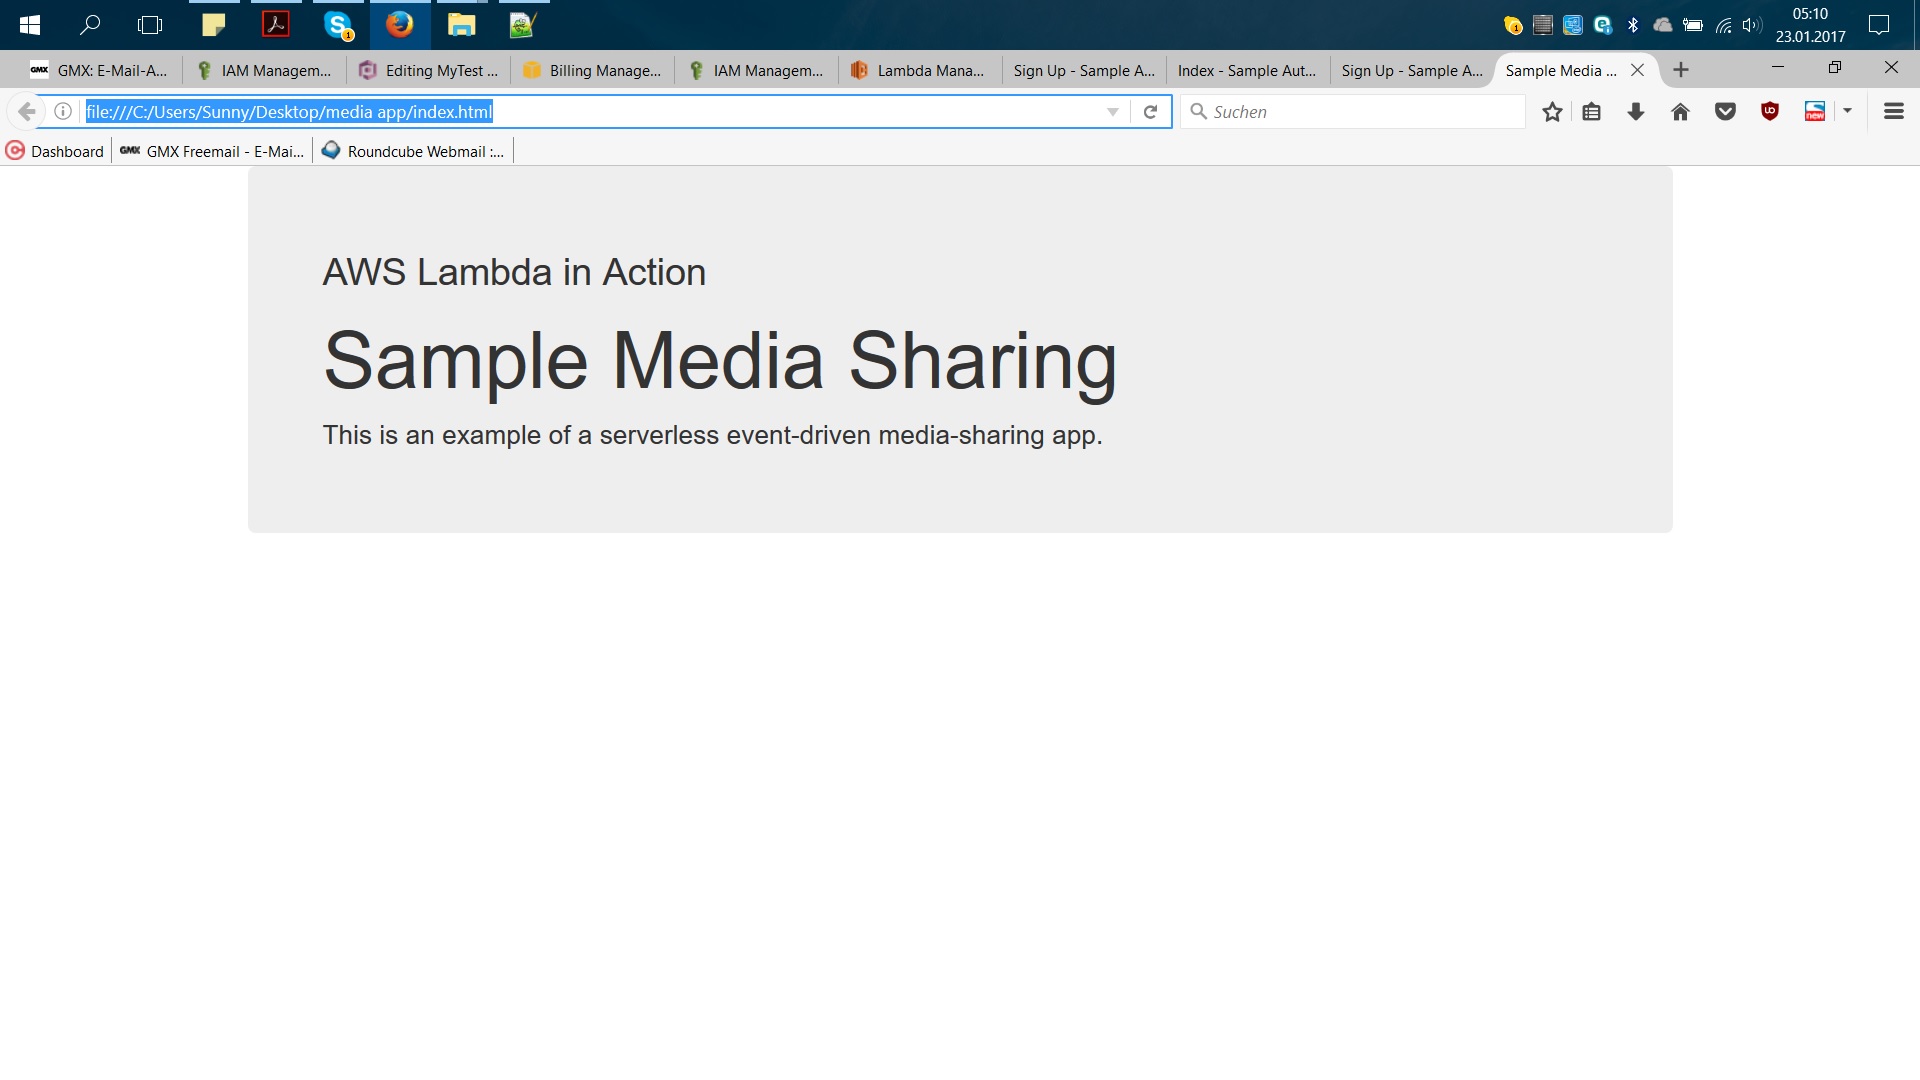 05:10
23.01.2017
GMX: E-Mail-A...
IAM Managem...
Editing MyTest ...
Billing Manage...
IAM Managem...
Lambda Mana...
Sign Up - Sample A...
Index - Sample Aut...
Sign Up - Sample A...
Sample Media ...
file:///C:/Users/Sunny/Desktop/media app/index.html
Suchen
new
Dashboard
GMX
GMX Freemail - E-Mai...
Roundcube Webmail :...
AWS Lambda in Action
Sample Media Sharing
This is an example of a serverless event-driven media-sharing app.